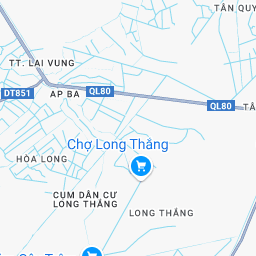 TÂN QUY
TT. LAI VUNG
ĐT851
ẤP BA
QL80
QL80
TÂ
Chợ Long Thắng
HÒA LONG
CỤM DÂN CƯ
LONG THẮNG
LONG THẮNG